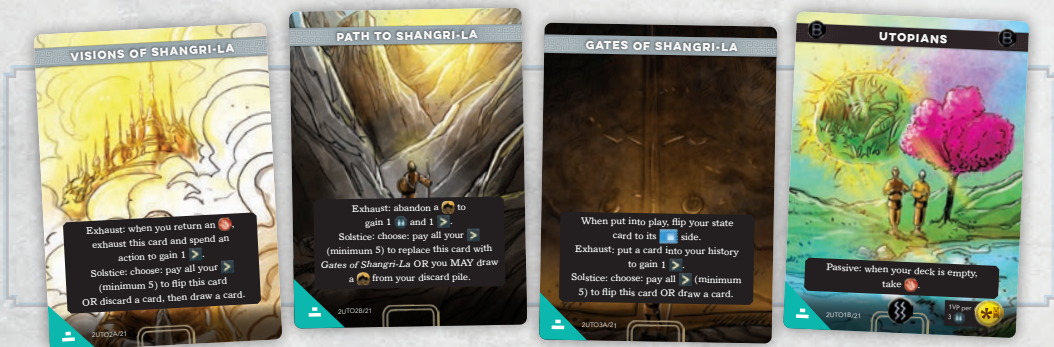 VISIONS OF SHANGRI-LA
Exhaust: when you return an
exhaust this card and spend an
action to gain 1
Solstice: choose: pay all your
(minimum 5) to flip this card
OR discard a card, then draw a card.
2UTO2A/21
PATH TO SHANGRI-LA
Exhaust: abandon a to
gain 1 and 1
Solstice: choose: pay all your
(minimum 5) to replace this card with
Gates of Shangri-La OR you MAY draw
a from your discard pile.
2UTO2B/21
GATES OF SHANGRI-LA
When put into play, flip your state
card to its side.
Exhaust: put a card into your history
to gain 1
Solstice: choose: pay all (minimum
5) to flip this card OR draw a card.
2UTO3A/21
B UTOPIANS B
Passive: when your deck is empty,
take
2UTO1B/21
1VP per
3